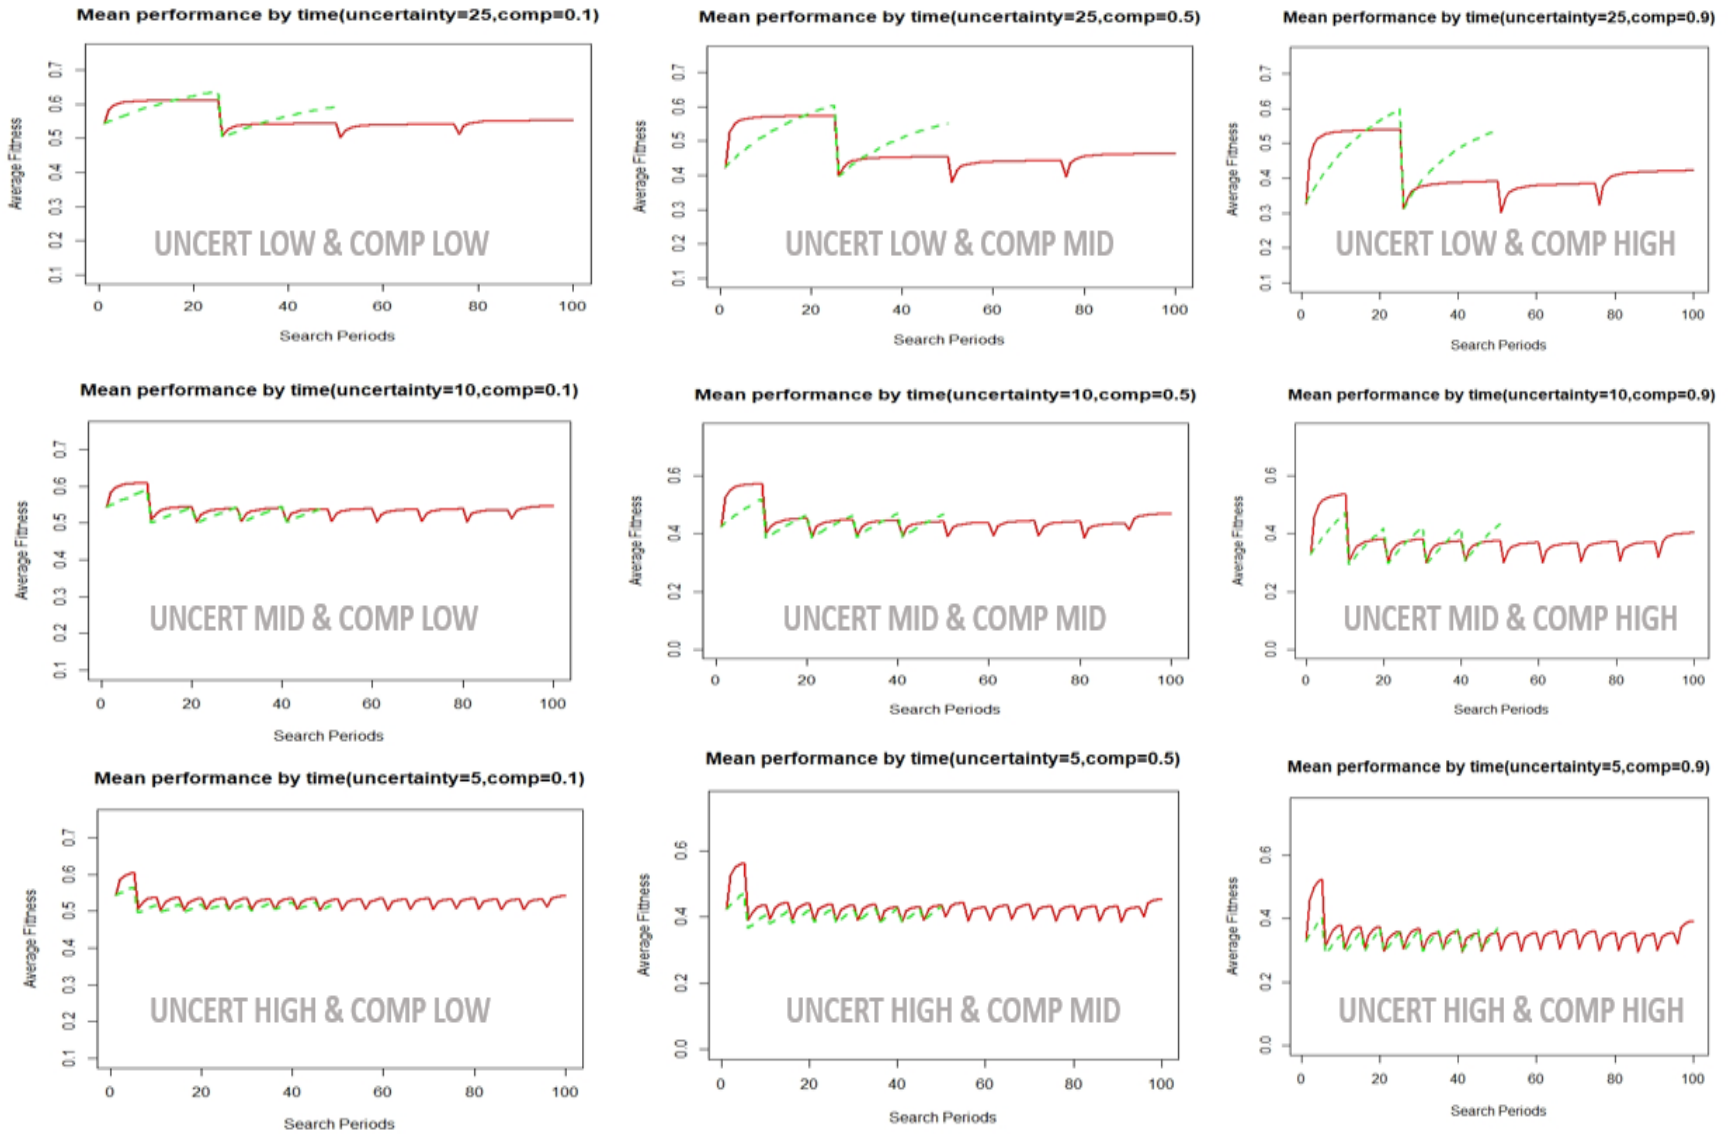 Mean performance by time(uncertainty=25,comp=0.1)
Average Fittness
0.7
0.6
0.5
0.4
0.3
0.2
0.1
UNCERT LOW & COMP LOW
0 20 40 60 80 100
Search Periods
Mean performance by time(uncertainty=25,comp=0.5)
Average Fittness
0.7
0.6
0.5
0.4
0.3
0.2
0.1
UNCERT LOW & COMP MID
0 20 40 60 80 100
Search Periods
Mean performance by time(uncertainty=25,comp=0.9)
Average Fittness
0.7
0.6
0.5
0.4
0.3
0.2
0.1
UNCERT LOW & COMP HIGH
0 20 40 60 80 100
Search Periods
Mean performance by time(uncertainty=10,comp=0.1)
Average Fittness
0.7
0.6
0.5
0.4
0.3
0.2
0.1
UNCERT MID & COMP LOW
0 20 40 60 80 100
Search Periods
Mean performance by time(uncertainty=10,comp=0.5)
Average Fittness
0.6
0.4
0.2
0.0
UNCERT MID & COMP MID
0 20 40 60 80 100
Search Periods
Mean performance by time(uncertainty=10,comp=0.9)
Average Fittness
0.6
0.4
0.2
0.0
UNCERT MID & COMP HIGH
0 20 40 60 80 100
Search Periods
Mean performance by time(uncertainty=5,comp=0.1)
Average Fittness
0.7
0.6
0.5
0.4
0.3
0.2
0.1
UNCERT HIGH & COMP LOW
0 20 40 60 80 100
Search Periods
Mean performance by time(uncertainty=5,comp=0.5)
Average Fittness
0.6
0.4
0.2
0.0
UNCERT HIGH & COMP MID
0 20 40 60 80 100
Search Periods
Mean performance by time(uncertainty=5,comp=0.9)
Average Fittness
0.6
0.4
0.2
0.0
UNCERT HIGH & COMP HIGH
0 20 40 60 80 100
Search Periods